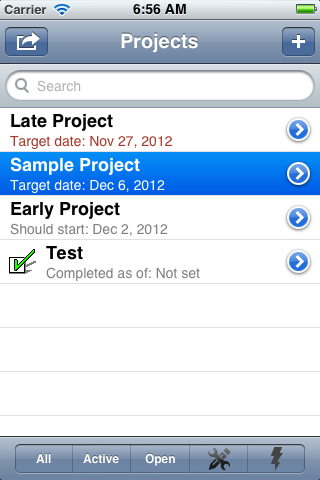 Carrier 6:56 AM
Projects
Search
Late Project
Target date: Nov 27, 2012
Sample Project
Target date: Dec 6, 2012
Early Project
Should start: Dec 2, 2012
Test
Completed as of: Not set
All Active Open